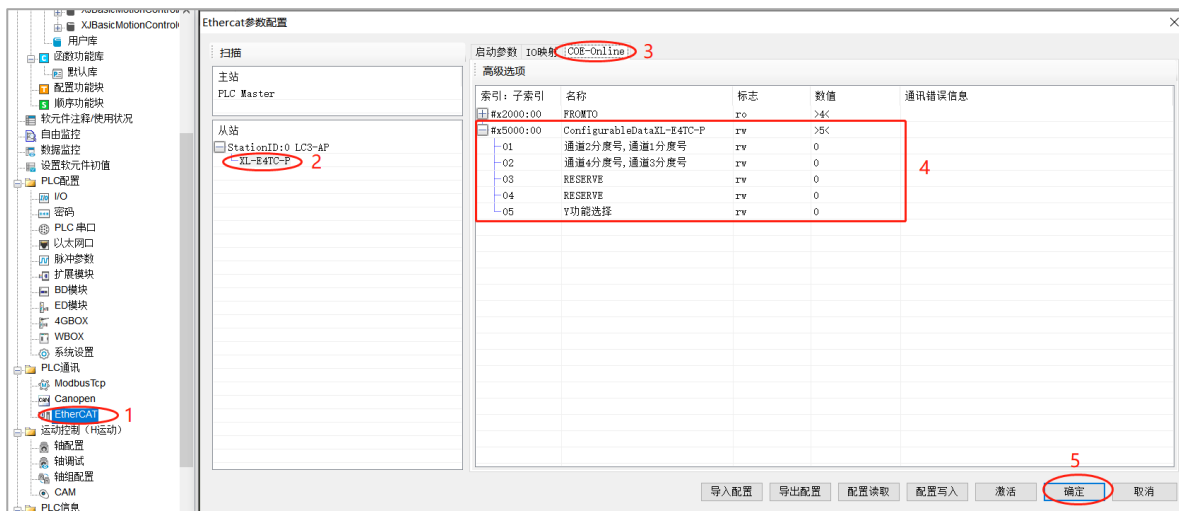 XJBasicMotionControl
XJBasicMotionControl
用户库
函数功能库
默认库
配置功能块
顺序功能块
软元件注释/使用状况
自由监控
数据监控
设置软元件初值
PLC配置
I/O
密码
PLC 串口
以太网口
脉冲参数
扩展模块
BD模块
ED模块
4GBOX
WBOX
系统设置
PLC通讯
ModbusTcp
Canopen
EtherCAT
1
运动控制（H运动）
轴配置
轴调试
轴组配置
CAM
PLC信息
Ethercat参数配置
扫描
主站
PLC Master
从站
StationID:0 LC3-AP
XL-E4TC-P
2
启动参数 IO映射 COE-Online
3
高级选项
索引: 子索引 名称 标志 数值 通讯错误信息
#x2000:00 FROMTO ro >4<
#x5000:00 ConfigurableDataXL-E4TC-P rw >5<
01 通道2分度号,通道1分度号 rw 0
02 通道4分度号,通道3分度号 rw 0
03 RESERVE rw 0
04 RESERVE rw 0
05 Y功能选择 rw 0
4
5
导入配置 导出配置 配置读取 配置写入 激活 确定 取消